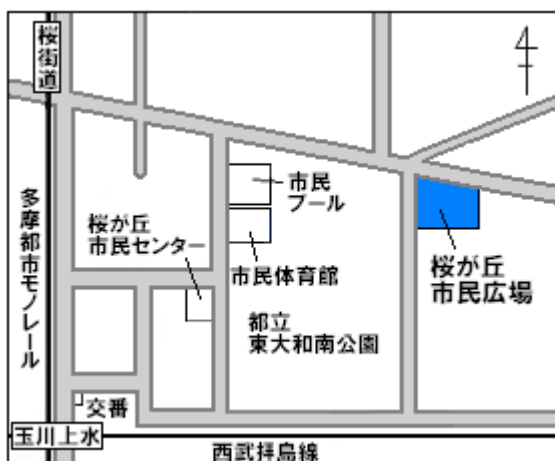 桜街道
多摩都市モノレール
市民
プール
桜が丘
市民センター
市民体育館
桜が丘
市民広場
都立
東大和南公園
交番
玉川上水
西武拝島線
4